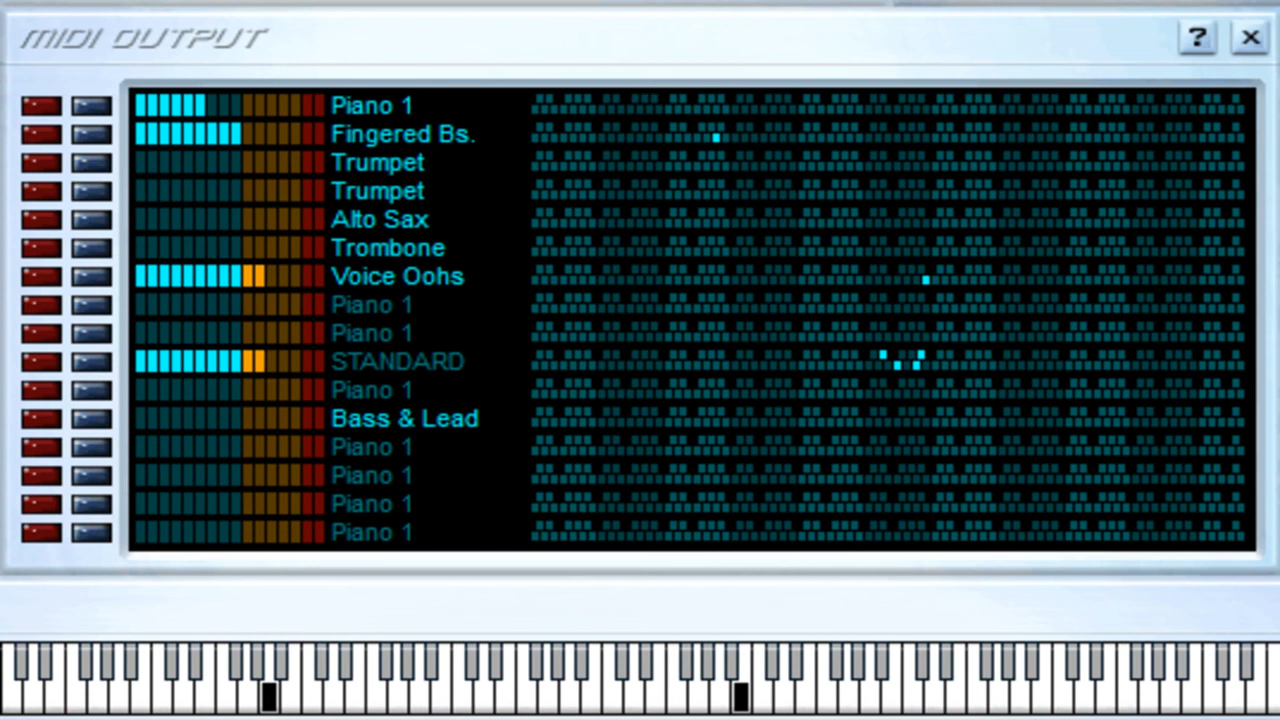 MIDI OUTPUT
? ×
Piano 1
Fingered Bs.
Trumpet
Trumpet
Alto Sax
Trombone
Voice Oohs
Piano 1
Piano 1
STANDARD
Piano 1
Bass & Lead
Piano 1
Piano 1
Piano 1
Piano 1